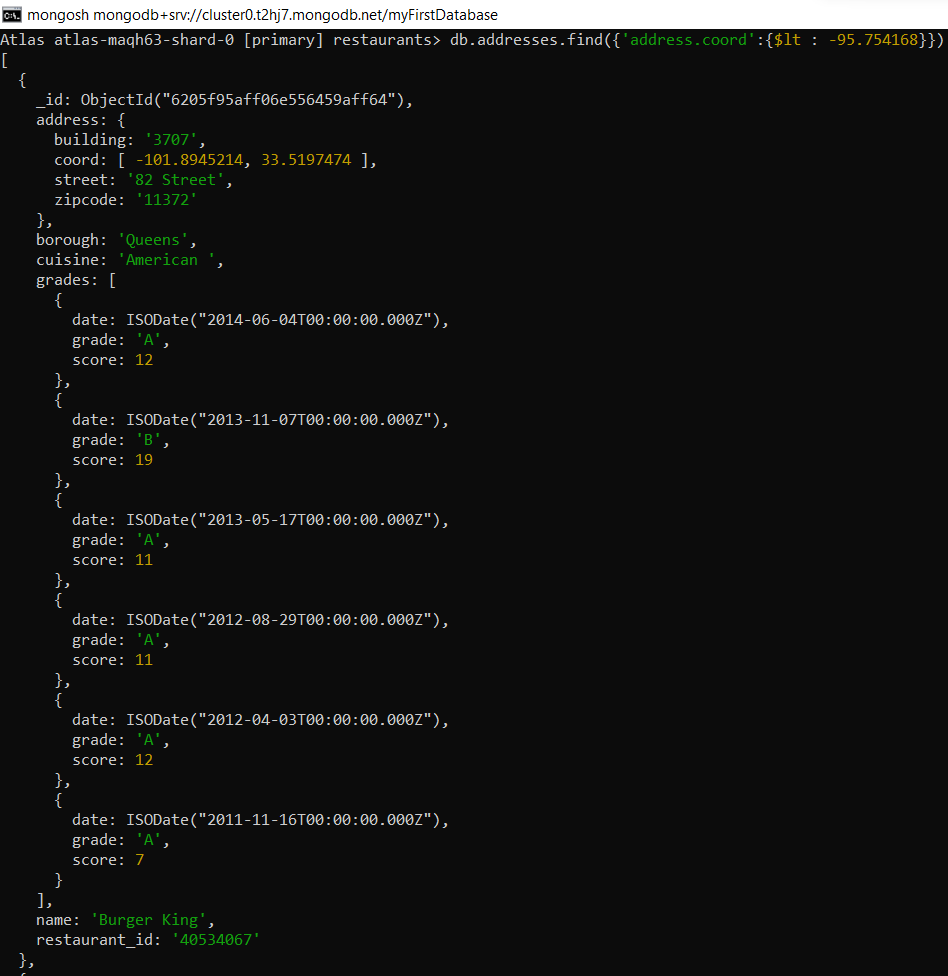 mongosh mongodb+srv://cluster0.t2hj7.mongodb.net/myFirstDatabase
Atlas atlas-maqh63-shard-0 [primary] restaurants> db.addresses.find({'address.coord':{$lt : -95.754168}})
[
  {
    _id: ObjectId("6205f95aff06e556459aff64"),
    address: {
      building: '3707',
      coord: [ -101.8945214, 33.5197474 ],
      street: '82 Street',
      zipcode: '11372'
    },
    borough: 'Queens',
    cuisine: 'American ',
    grades: [
      {
        date: ISODate("2014-06-04T00:00:00.000Z"),
        grade: 'A',
        score: 12
      },
      {
        date: ISODate("2013-11-07T00:00:00.000Z"),
        grade: 'B',
        score: 19
      },
      {
        date: ISODate("2013-05-17T00:00:00.000Z"),
        grade: 'A',
        score: 11
      },
      {
        date: ISODate("2012-08-29T00:00:00.000Z"),
        grade: 'A',
        score: 11
      },
      {
        date: ISODate("2012-04-03T00:00:00.000Z"),
        grade: 'A',
        score: 12
      },
      {
        date: ISODate("2011-11-16T00:00:00.000Z"),
        grade: 'A',
        score: 7
      }
    ],
    name: 'Burger King',
    restaurant_id: '40534067'
  },